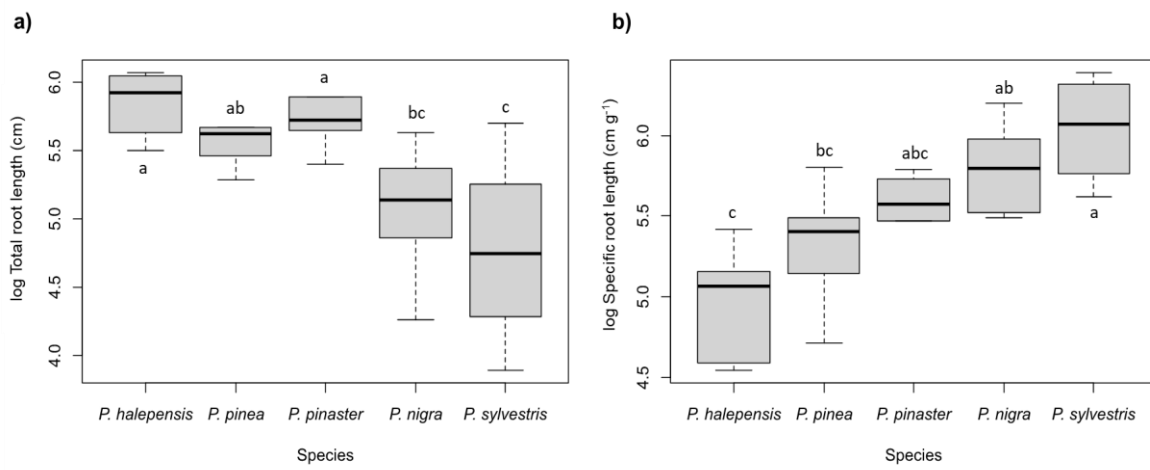 a)
log Total root length (cm)
6.0
5.5
5.0
4.5
4.0
a
ab
a
bc
c
P. halepensis P. pinea P. pinaster P. nigra P. sylvestris
Species
b)
log Specific root length (cm g⁻¹)
6.0
5.5
5.0
4.5
c
bc
abc
ab
a
P. halepensis P. pinea P. pinaster P. nigra P. sylvestris
Species